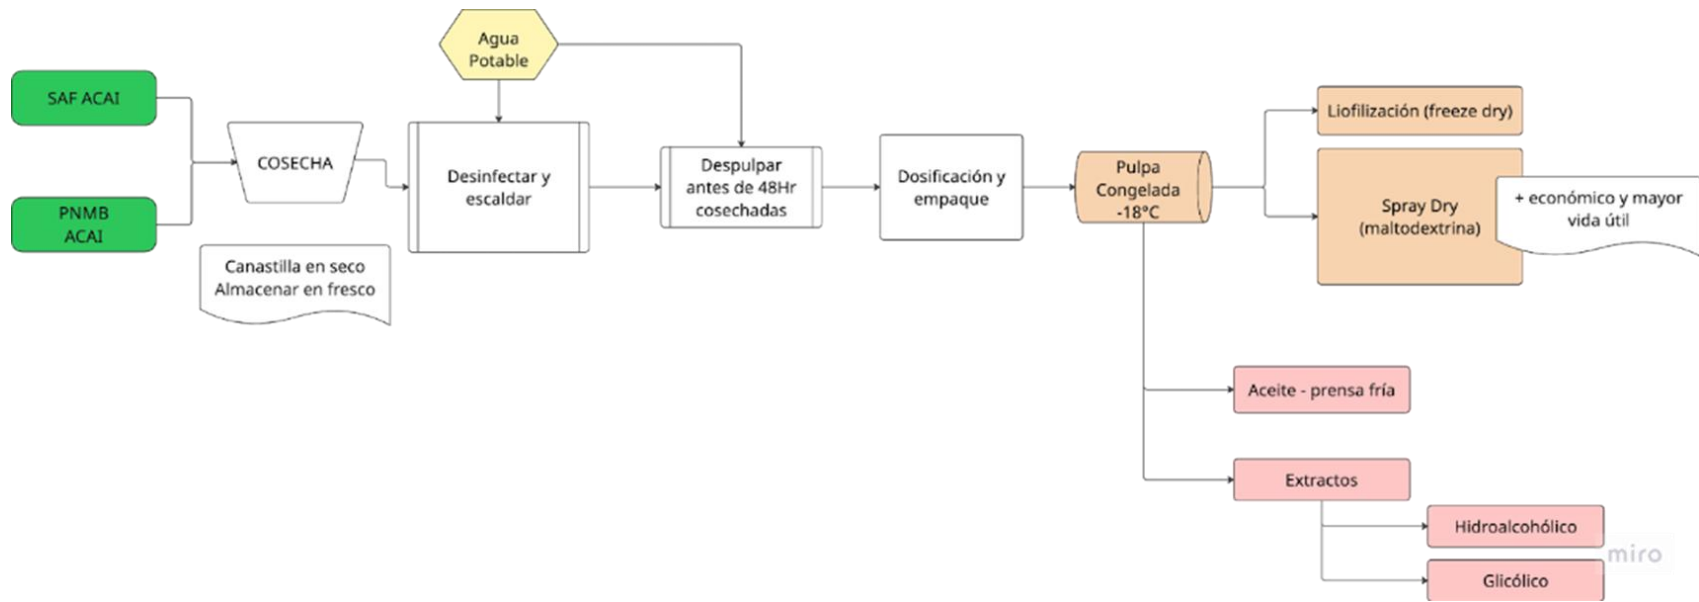 SAF ACAI
PNMB
ACAI
COSECHA
Canastilla en seco
Almacenar en fresco
Agua
Potable
Desinfectar y
escaldar
Despulpar
antes de 48Hr
cosechadas
Dosificación y
empaque
Pulpa
Congelada
-18°C
Liofilización (freeze dry)
Spray Dry
(maltodextrina)
+ económico y mayor
vida útil
Aceite - prensa fría
Extractos
Hidroalcohólico
Glicólico
miro